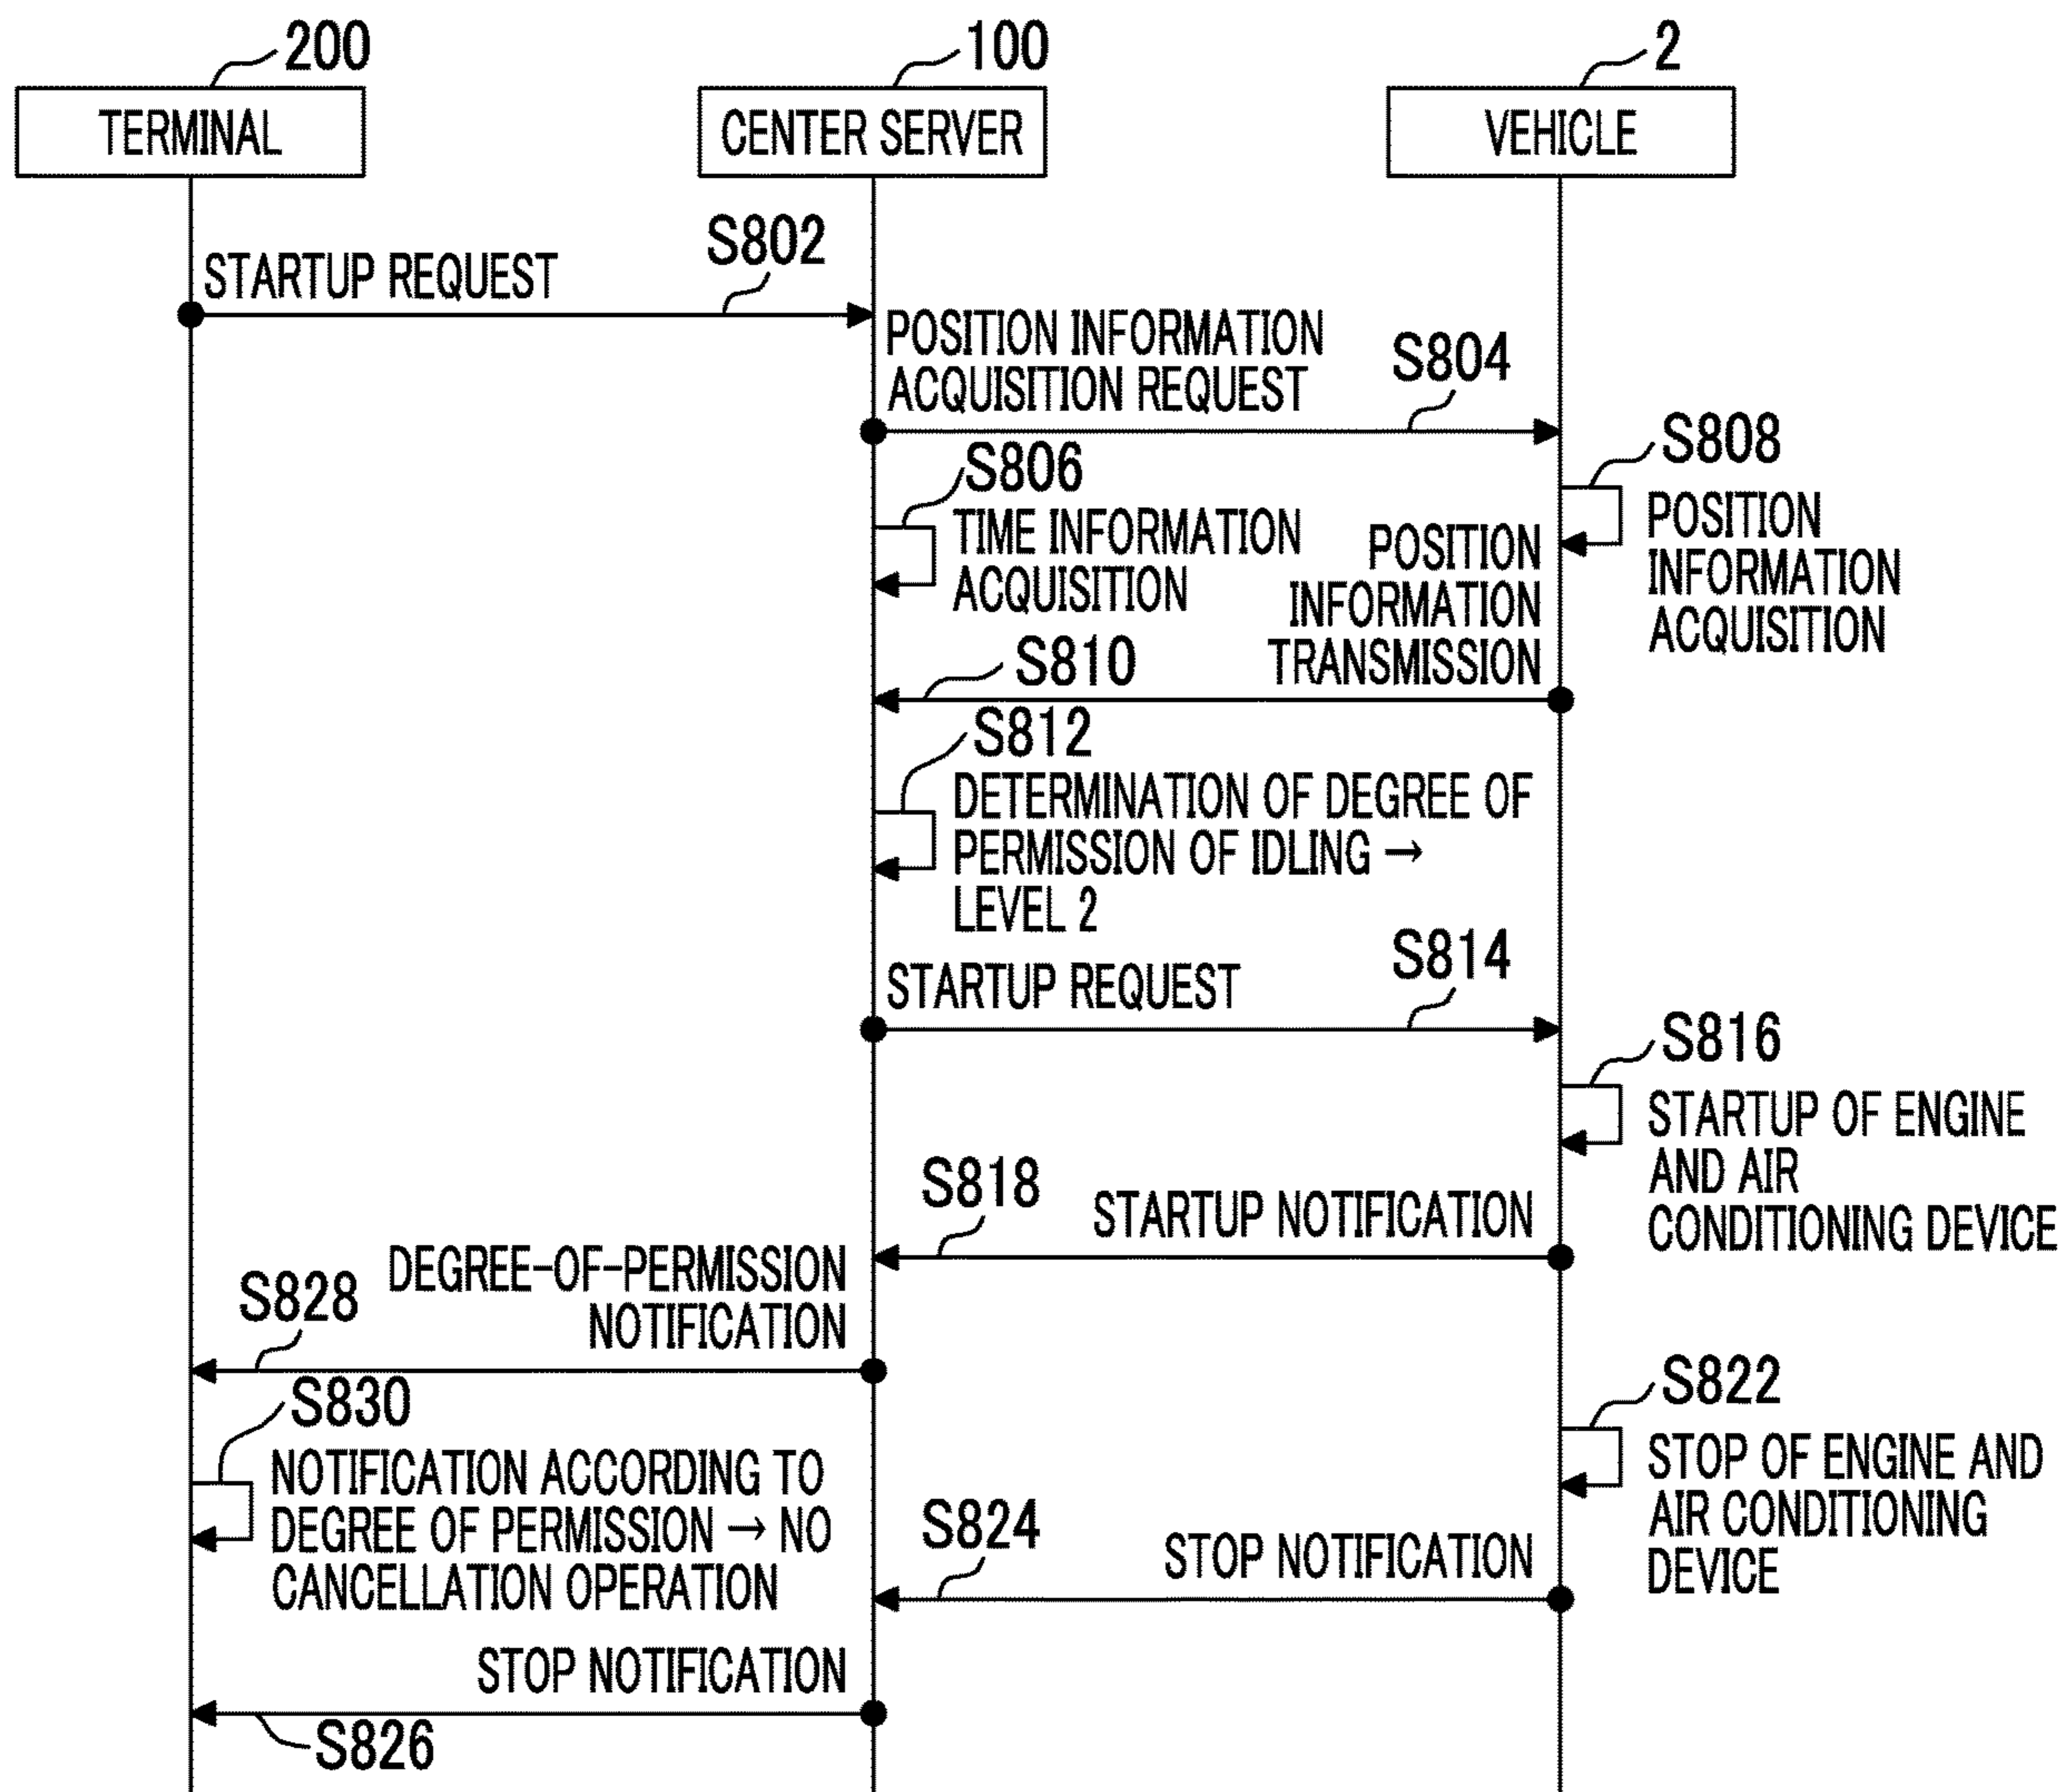 200
100
2
TERMINAL
CENTER SERVER
VEHICLE
S802
STARTUP REQUEST
POSITION INFORMATION
ACQUISITION REQUEST
S804
S808
POSITION
INFORMATION
ACQUISITION
S806
TIME INFORMATION
ACQUISITION
POSITION
INFORMATION
TRANSMISSION
S810
S812
DETERMINATION OF DEGREE OF
PERMISSION OF IDLING →
LEVEL 2
STARTUP REQUEST
S814
S816
STARTUP OF ENGINE
AND AIR
CONDITIONING DEVICE
S818
STARTUP NOTIFICATION
DEGREE-OF-PERMISSION
NOTIFICATION
S828
S830
NOTIFICATION ACCORDING TO
DEGREE OF PERMISSION → NO
CANCELLATION OPERATION
S822
STOP OF ENGINE AND
AIR CONDITIONING
DEVICE
S824
STOP NOTIFICATION
STOP NOTIFICATION
S826